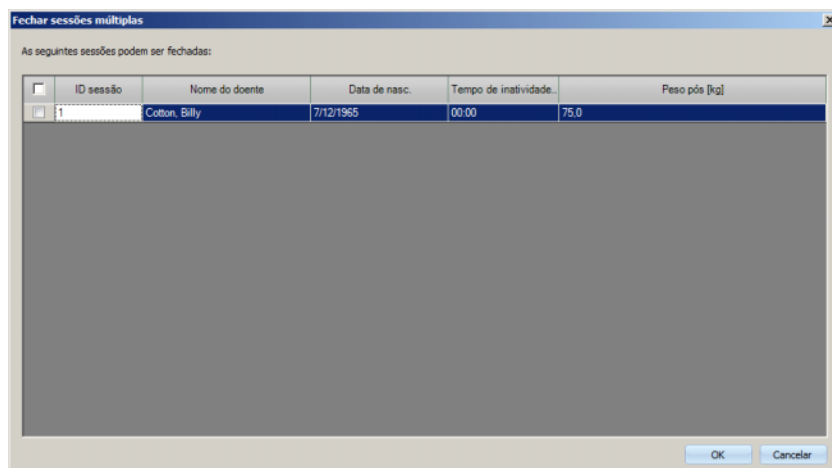 Fechar sessões múltiplas
As seguintes sessões podem ser fechadas:
ID sessão Nome do doente Data de nasc. Tempo de inatividade... Peso pós [kg]
1 Cotton, Billy 7/12/1965 00:00 75,0
OK Cancelar